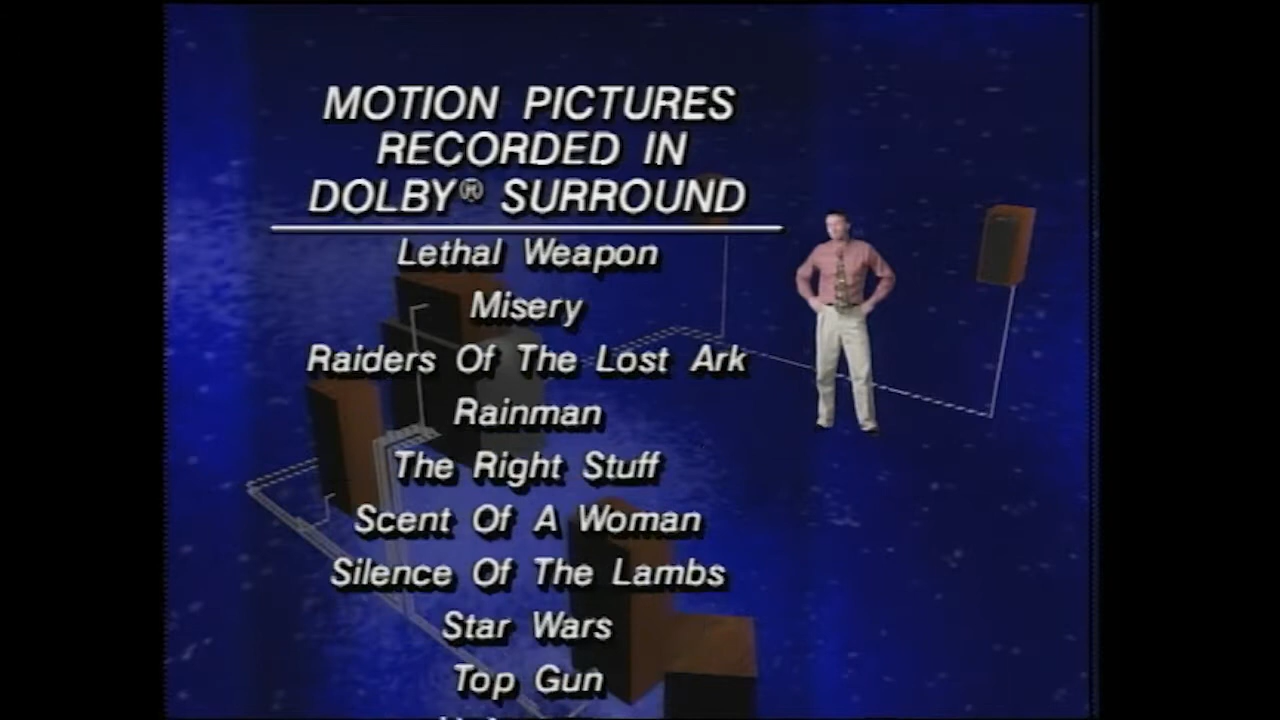 MOTION PICTURES
RECORDED IN
DOLBY® SURROUND
Lethal Weapon
Misery
Raiders Of The Lost Ark
Rainman
The Right Stuff
Scent Of A Woman
Silence Of The Lambs
Star Wars
Top Gun